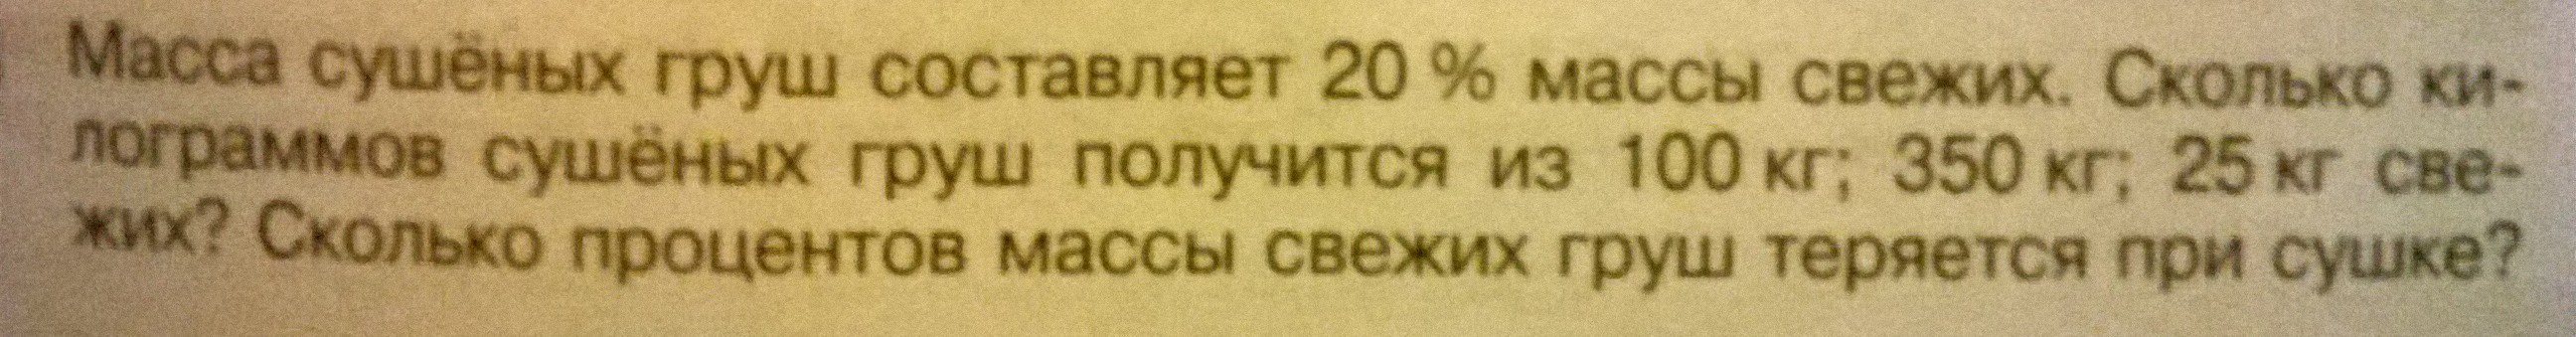 Масса сушёных груш составляет 20 % массы свежих. Сколько ки-
лограммов сушёных груш получится из 100 кг; 350 кг; 25 кг све-
жих? Сколько процентов массы свежих груш теряется при сушке?